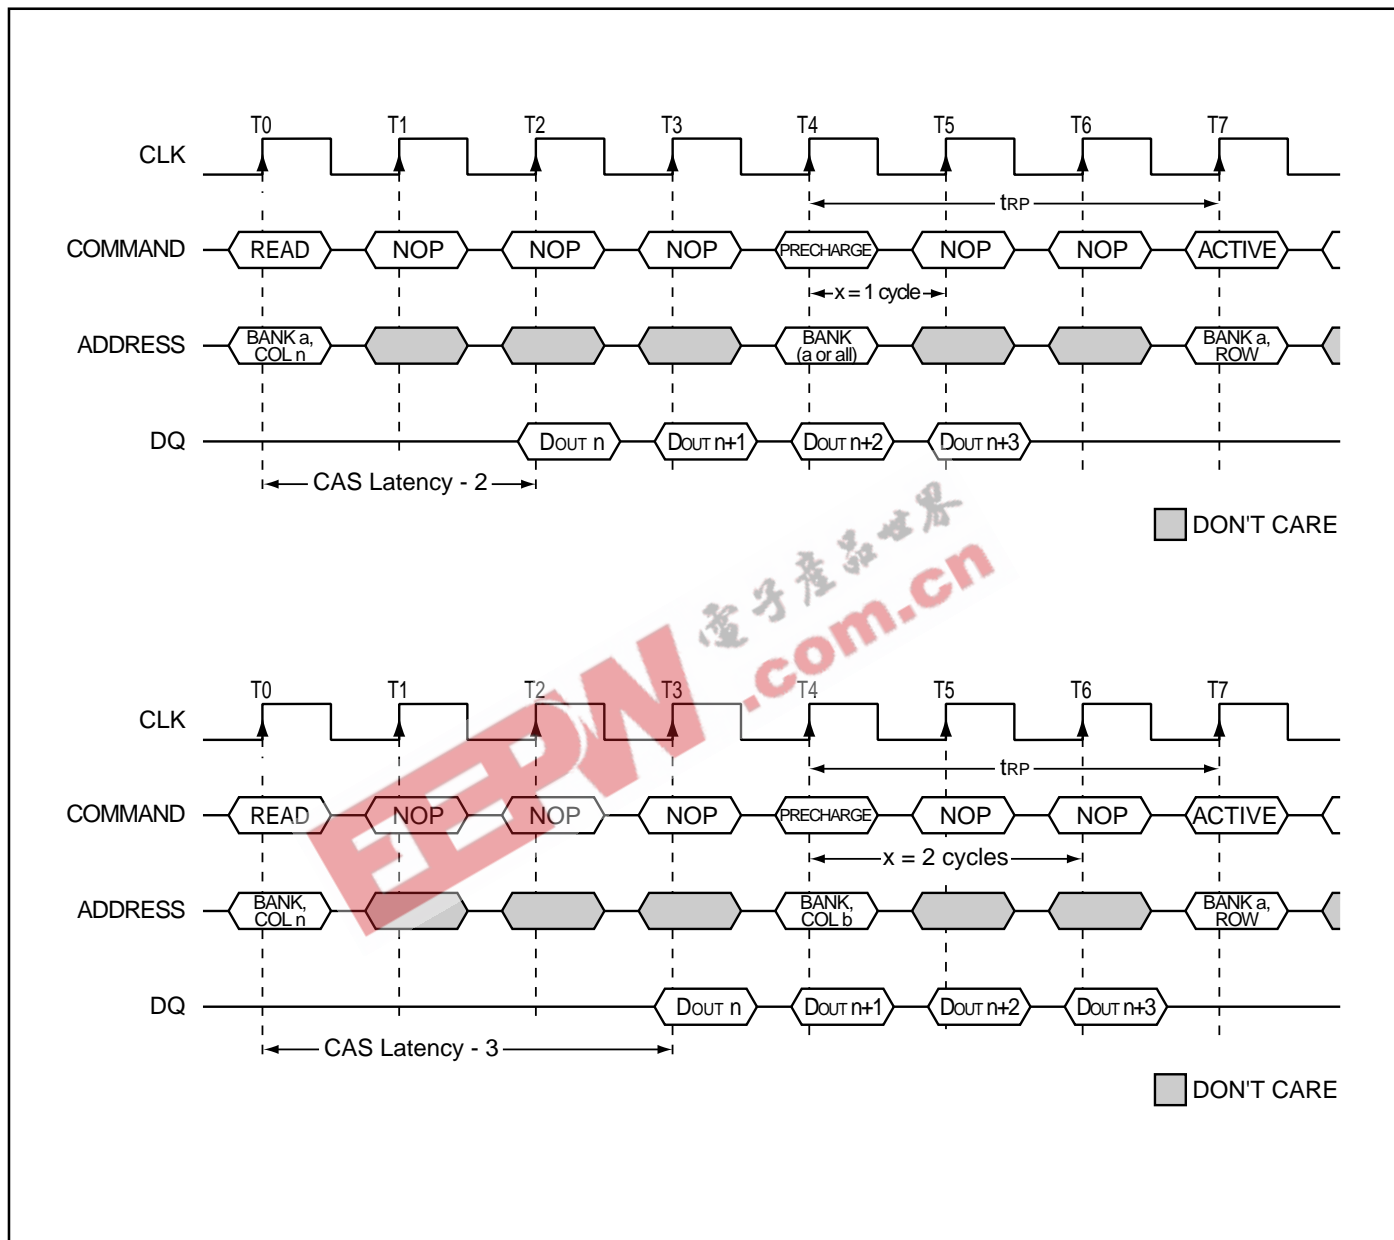 T0 T1 T2 T3 T4 T5 T6 T7
CLK
tRP
COMMAND READ NOP NOP NOP PRECHARGE NOP NOP ACTIVE
x = 1 cycle
ADDRESS BANK a, COL n BANK (a or all) BANK a, ROW
DQ DOUT n DOUT n+1 DOUT n+2 DOUT n+3
CAS Latency - 2
DON'T CARE
電子產品世界
EEPW.com.cn
T0 T1 T2 T3 T4 T5 T6 T7
CLK
tRP
COMMAND READ NOP NOP NOP PRECHARGE NOP NOP ACTIVE
x = 2 cycles
ADDRESS BANK, COL n BANK, COL b BANK a, ROW
DQ DOUT n DOUT n+1 DOUT n+2 DOUT n+3
CAS Latency - 3
DON'T CARE